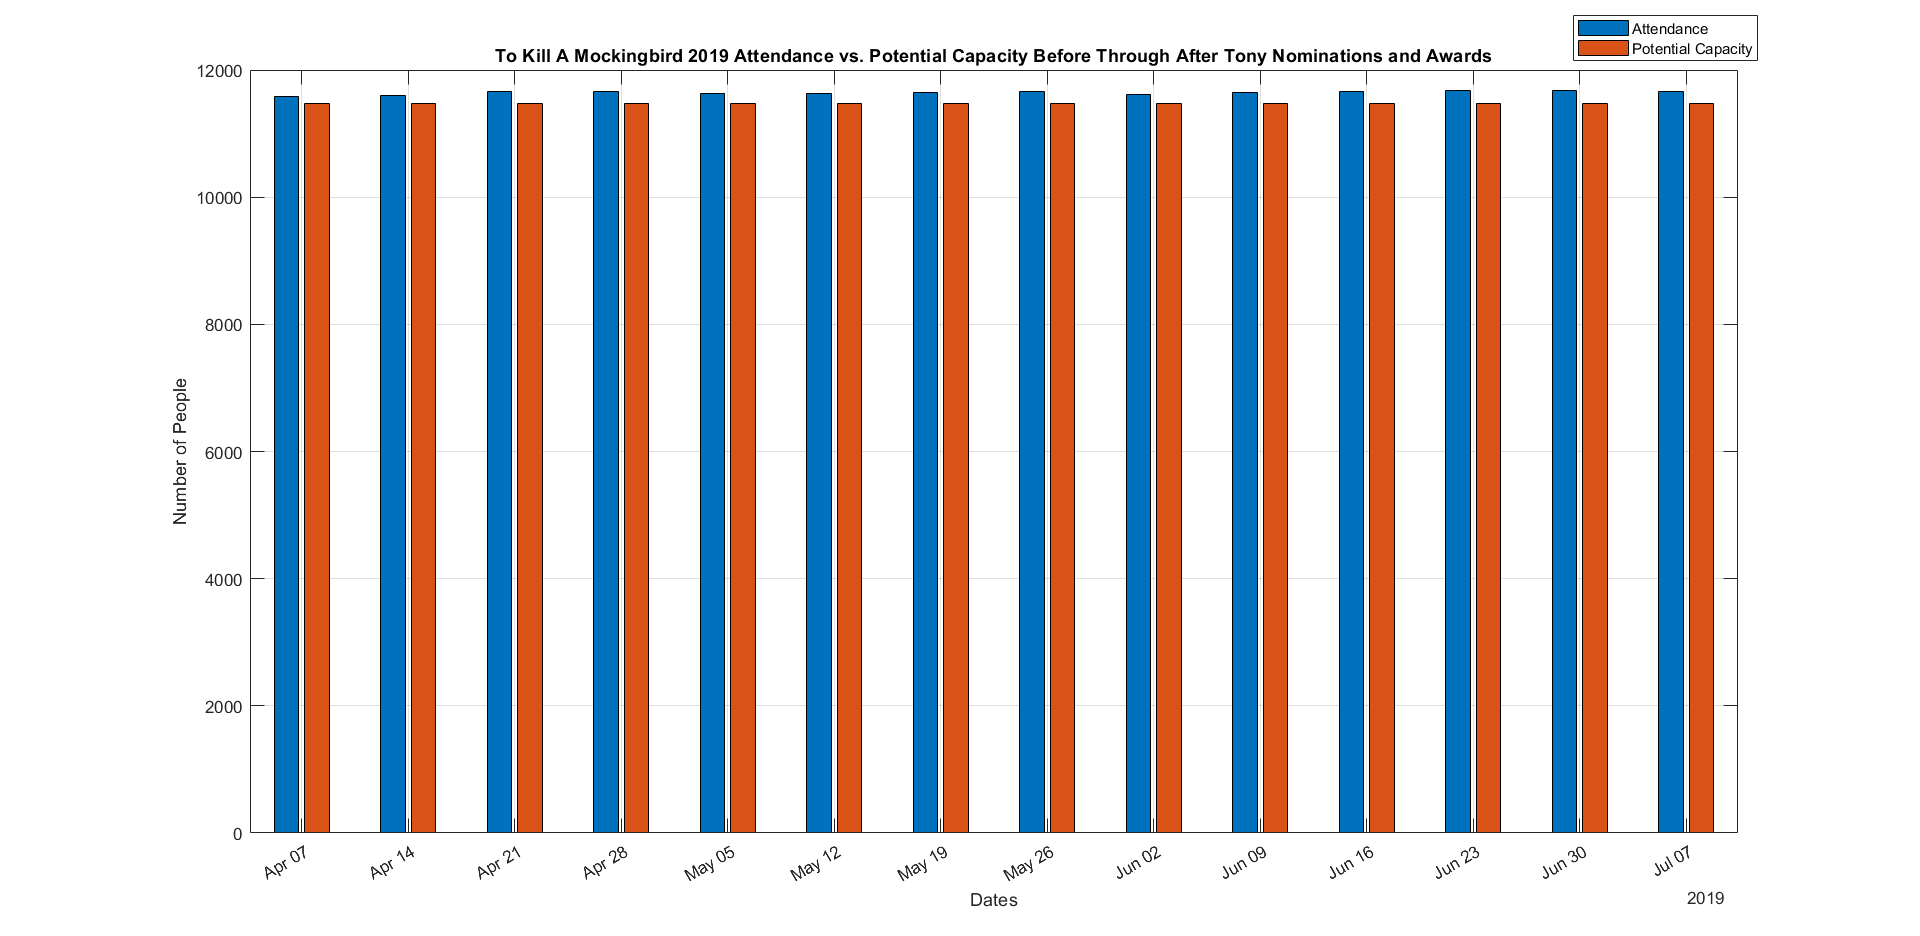 Attendance
Potential Capacity
To Kill A Mockingbird 2019 Attendance vs. Potential Capacity Before Through After Tony Nominations and Awards
12000
10000
8000
6000
4000
2000
0
Number of People
Apr 07
Apr 14
Apr 21
Apr 28
May 05
May 12
May 19
May 26
Jun 02
Jun 09
Jun 16
Jun 23
Jun 30
Jul 07
Dates
2019